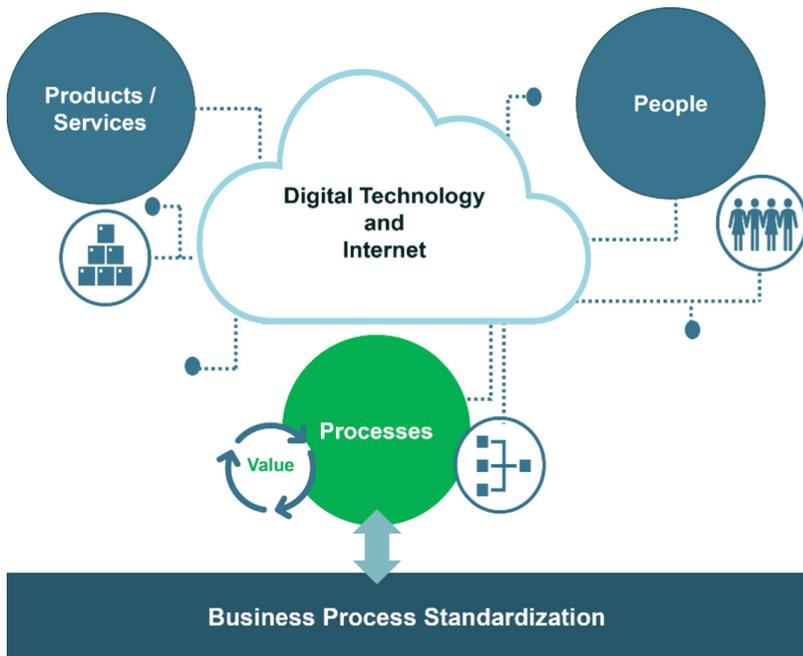 Products /
Services
People
Digital Technology
and
Internet
Processes
Value
Business Process Standardization